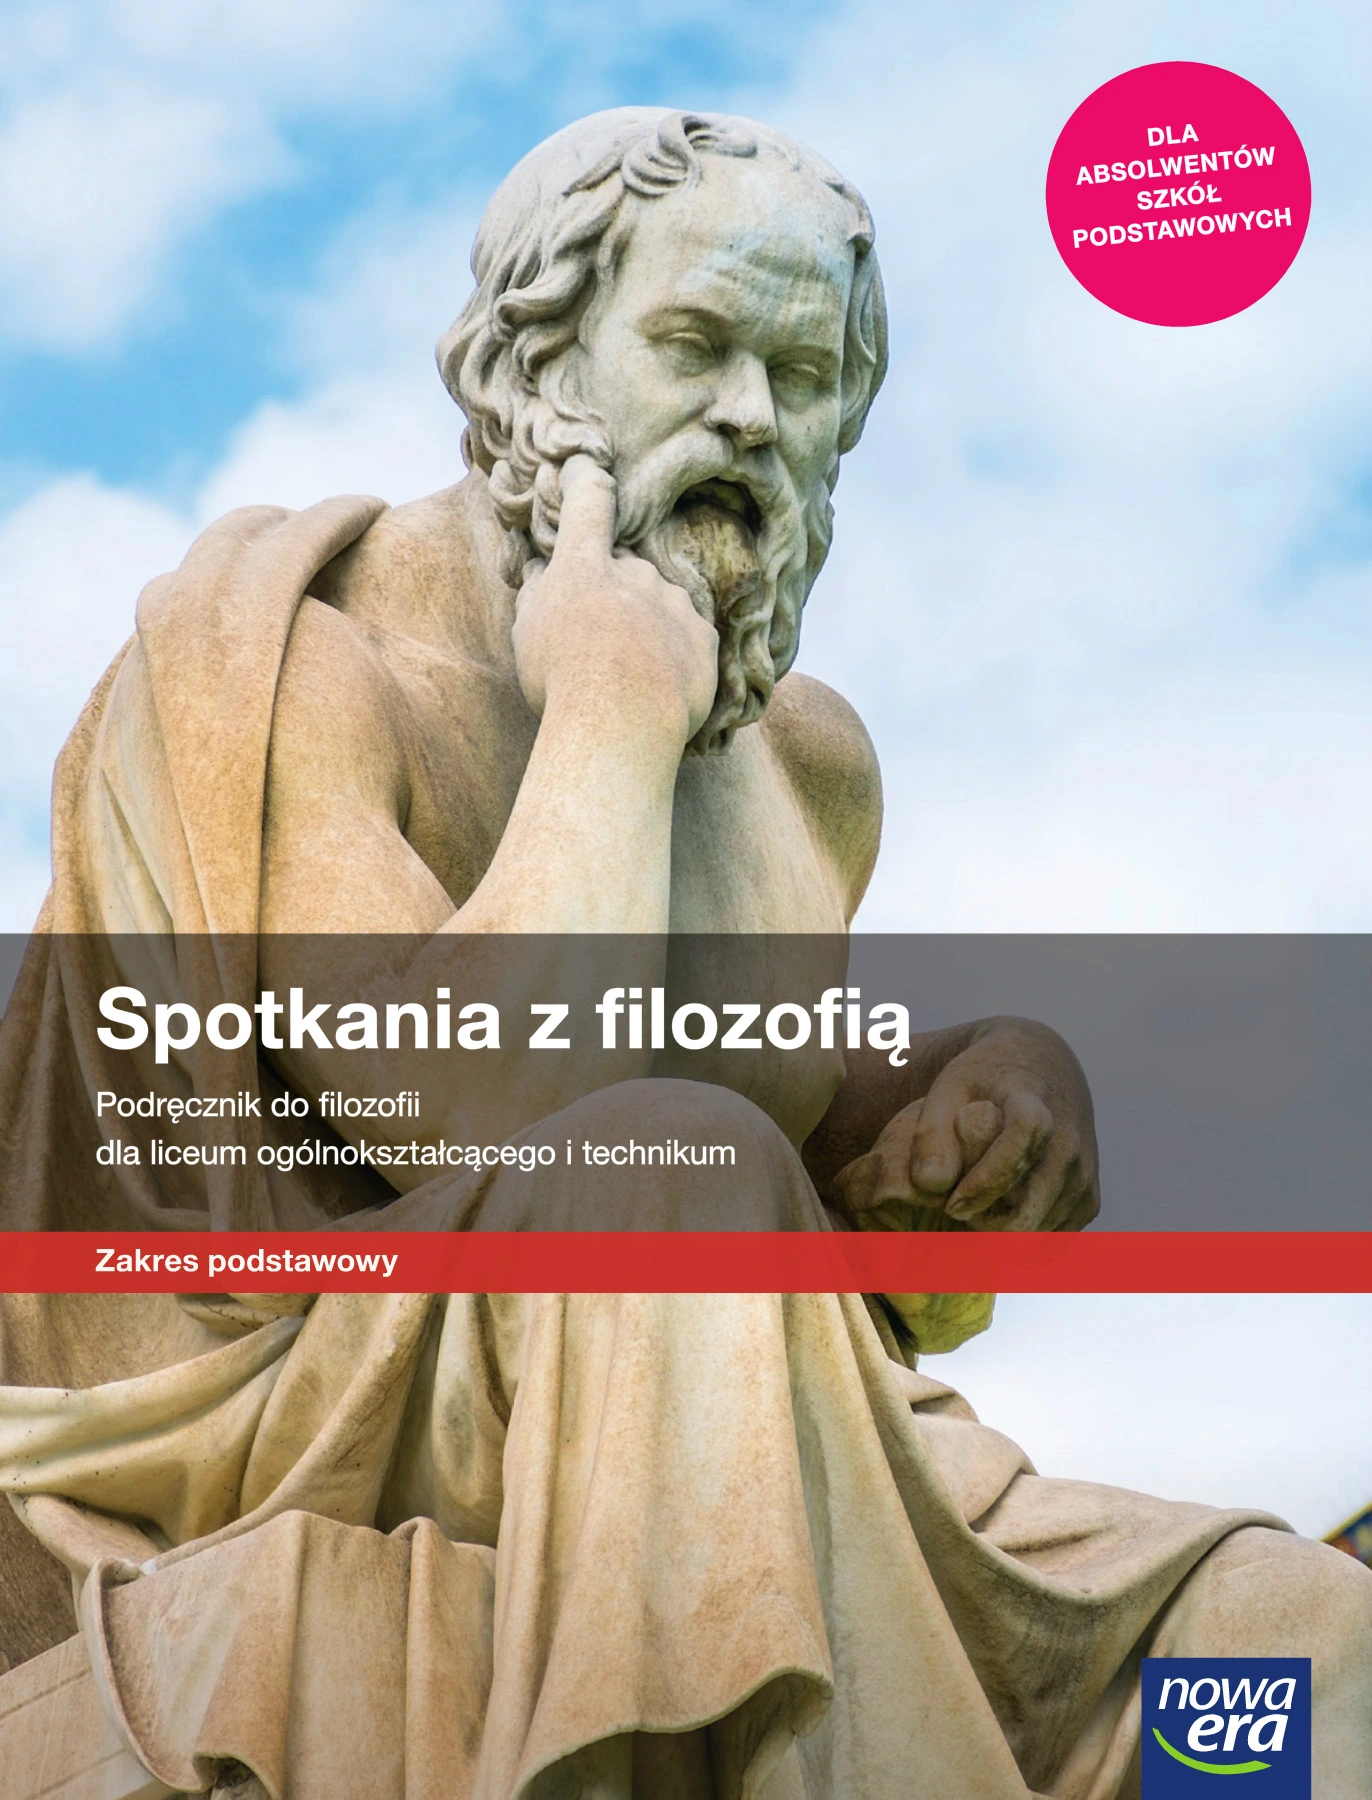 DLA
ABSOLWENTÓW
SZKÓŁ
PODSTAWOWYCH
Spotkania z filozofią
Podręcznik do filozofii
dla liceum ogólnokształcącego i technikum
Zakres podstawowy
nowa
era